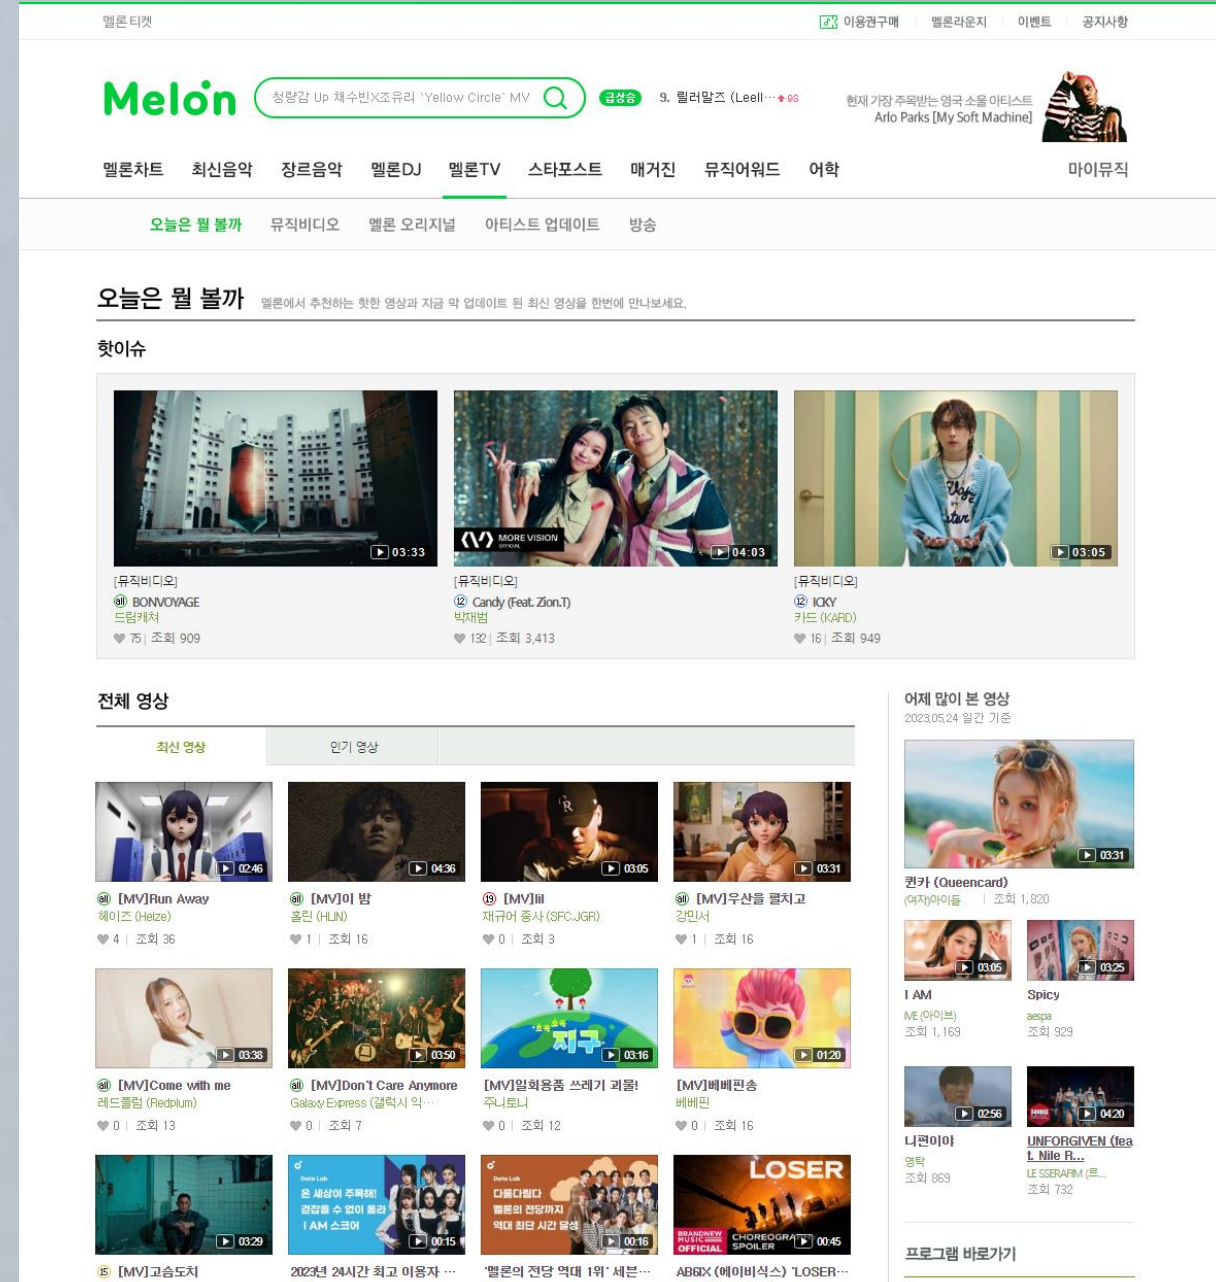 멜론티켓
이용권구매 멜론라운지 이벤트 공지사항
Melon
청량감 Up 채수빈X조유리 `Yellow Circle` MV
급상승 9. 릴러말즈 (Leell… 98
현재 가장 주목받는 영국 소울 아티스트
Arlo Parks [My Soft Machine]
멜론차트 최신음악 장르음악 멜론DJ 멜론TV 스타포스트 매거진 뮤직어워드 어학 마이뮤직
오늘은 뭘 볼까 뮤직비디오 멜론 오리지널 아티스트 업데이트 방송
오늘은 뭘 볼까 멜론에서 추천하는 핫한 영상과 지금 막 업데이트 된 최신 영상을 한번에 만나보세요.
핫이슈
MORE VISION
OFFICIAL
03:33 04:03 03:05
[뮤직비디오] [뮤직비디오] [뮤직비디오]
all BONVOYAGE 12 Candy (Feat. Zion.T) 12 ICKY
드림캐쳐 박재범 카드 (KARD)
75 | 조회 909 132 | 조회 3,413 16 | 조회 949
전체 영상
최신 영상 인기 영상
02:46 04:36 03:05 03:31
all [MV]Run Away all [MV]이 밤 19 [MV]lil all [MV]우산을 펼치고
헤이즈 (Heize) 홀린 (HLIN) 재규어 중사 (SFC.JGR) 강민서
4 | 조회 36 1 | 조회 16 0 | 조회 3 1 | 조회 16
쏙쏙쏙
지구
03:38 03:50 03:16 01:20
all [MV]Come with me all [MV]Don't Care Anymore [MV]일회용품 쓰레기 괴물! [MV]베베핀송
레드플럼 (Redplum) Galaxy Express (갤럭시 익… 주니토니 베베핀
0 | 조회 13 0 | 조회 7 0 | 조회 12 0 | 조회 16
Data Lab
온 세상이 주목해!
걷잡을 수 없이 올라
I AM 스코어
Data Lab
다룸다림다
멜론의 전당까지
역대 최단 시간 달성
LOSER
BRANDNEW MUSIC OFFICIAL
CHOREOGRAPHY SPOILER
03:29 00:15 00:16 00:45
15 [MV]고슴도치 2023년 24시간 최고 이용자 … '멜론의 전당 역대 1위' 세븐… AB6IX (에이비식스) 'LOSER…
어제 많이 본 영상
2023.05.24 일간 기준
03:31
퀸카 (Queencard)
(여자)아이들 | 조회 1,820
03:05 03:25
I AM Spicy
IVE (아이브) aespa
조회 1,169 조회 929
02:56 04:20
니편이야 UNFORGIVEN (fea
t. Nile R...
영탁 LE SSERAFIM (르...
조회 869 조회 732
프로그램 바로가기